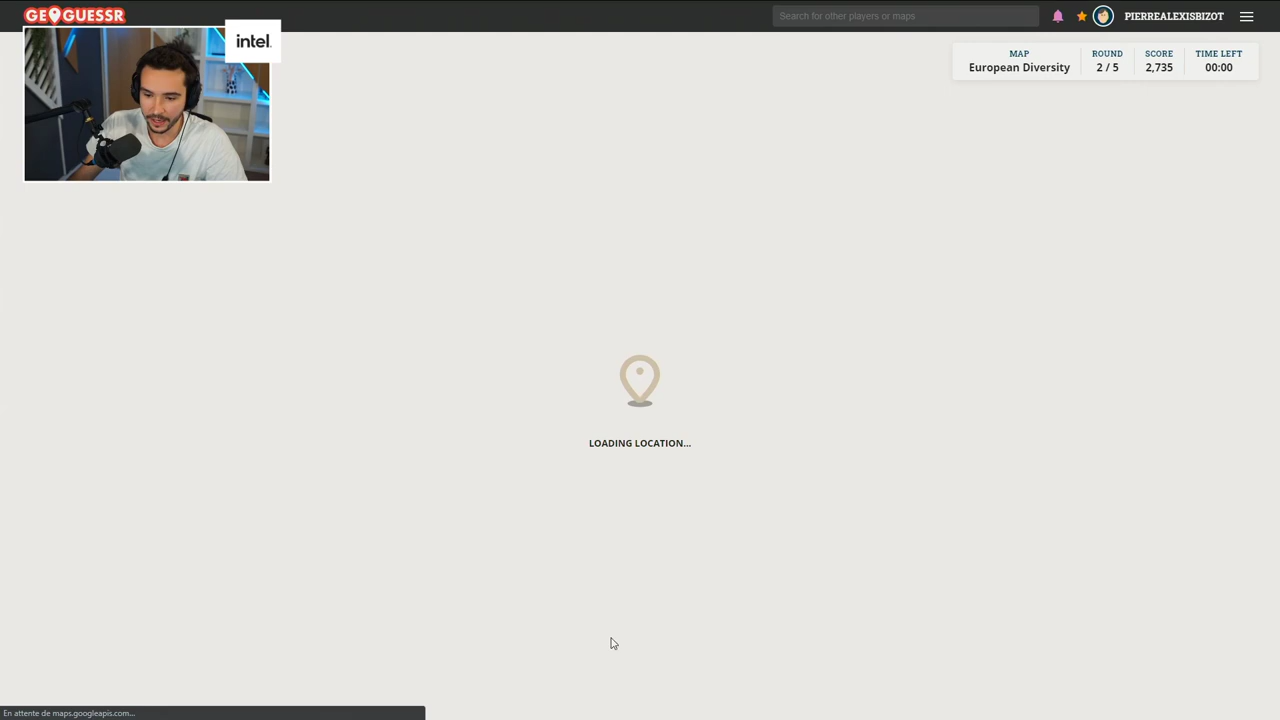 GEOGUESSR
Search for other players or maps
PIERREALEXISBIZOT
intel.
MAP
European Diversity
ROUND
2 / 5
SCORE
2,735
TIME LEFT
00:00
LOADING LOCATION...
En attente de maps.googleapis.com...